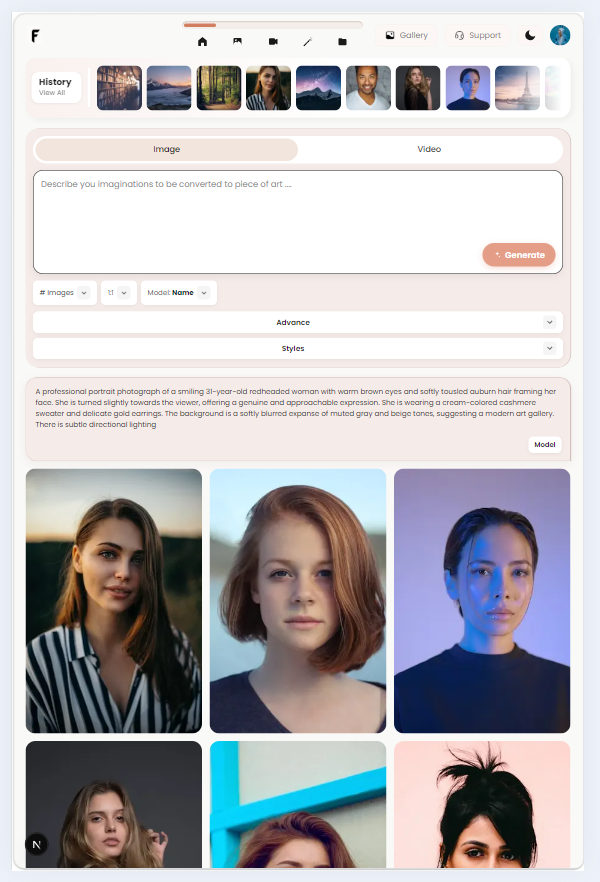 F
Gallery
Support
History
View All
Image
Video
Describe you imaginations to be converted to piece of art ....
Generate
# Images
1:1
Model: Name
Advance
Styles
A professional portrait photograph of a smiling 31-year-old redheaded woman with warm brown eyes and softly tousled auburn hair framing her
face. She is turned slightly towards the viewer, offering a genuine and approachable expression. She is wearing a cream-colored cashmere
sweater and delicate gold earrings. The background is a softly blurred expanse of muted gray and beige tones, suggesting a modern art gallery.
There is subtle directional lighting
Model
N